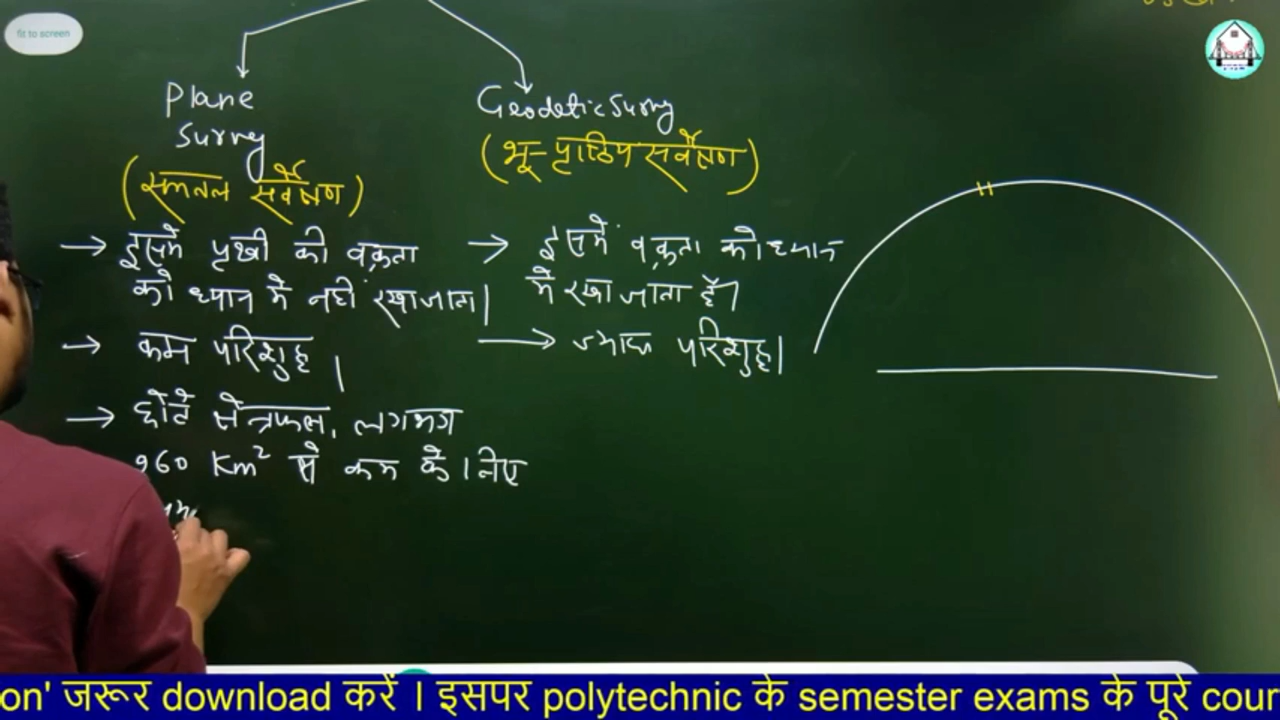 fit to screen
Plane
Survey
(समतल सर्वेक्षण)
→ इसमें पृथ्वी की वक्रता
को ध्यान में नहीं रखा जाता।
→ कम परिशुद्ध।
→ छोटे क्षेत्रफल, लगभग
260 Km² से कम के लिए
Geodetic Survey
(भू-पृष्ठिय सर्वेक्षण)
→ इसमें वक्रता को ध्यान
में रखा जाता हैं।
→ ज्यादा परिशुद्ध।
on' जरूर download करें । इसपर polytechnic के semester exams के पूरे cour